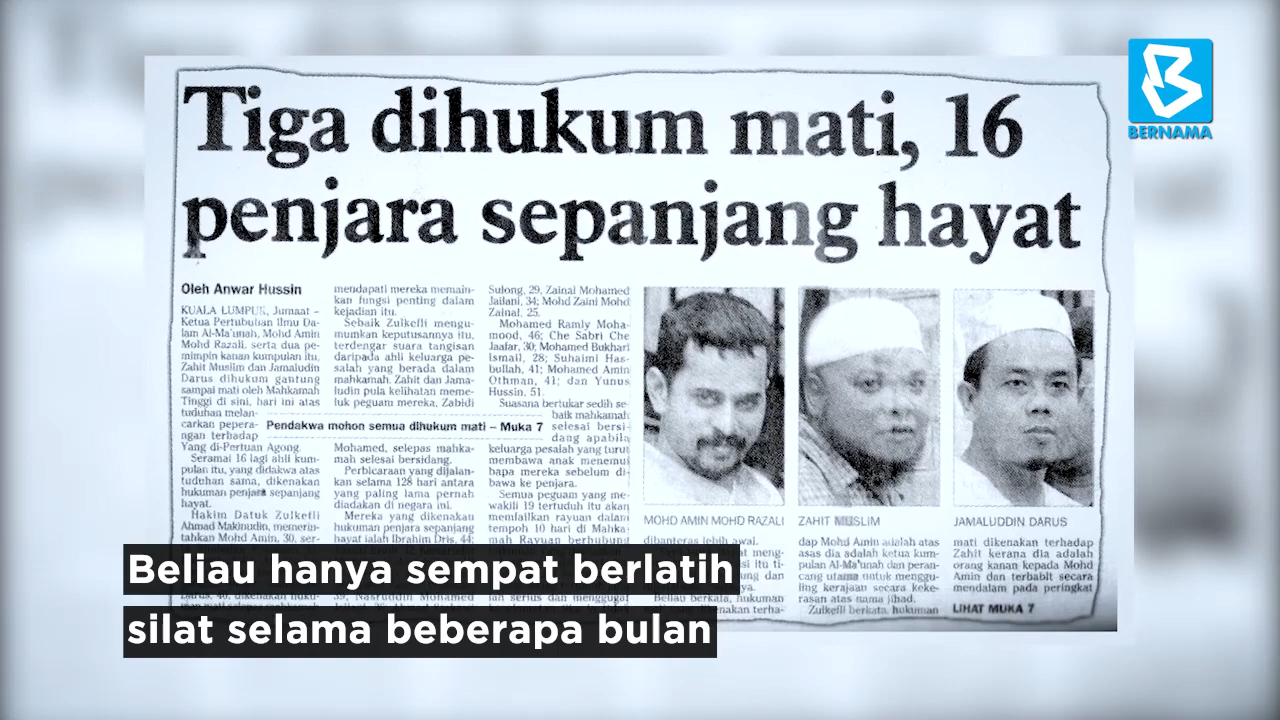 BERNAMA
Tiga dihukum mati, 16
penjara sepanjang hayat
Oleh Anwar Hussin
KUALA LUMPUR, Jumaat –
Ketua Pertubuhan Ilmu Da-
lam Al-Ma'unah, Mohd Amin
Mohd Razali, serta dua pe-
mimpin kanan kumpulan itu,
Zahit Muslim dan Jamaludin
Darus dihukum gantung
sampai mati oleh Mahkamah
Tinggi di sini, hari ini atas
tuduhan melan-
carkan pepera-
ngan terhadap
Yang di-Pertuan Agong.
Seramai 16 lagi ahli kum-
pulan itu, yang didakwa atas
tuduhan sama, dikenakan
hukuman penjara sepanjang
hayat.
Hakim Datuk Zulkefli
Ahmad Makinudin, memerin-
tahkan Mohd Amin, 30, ser-
mendapati mereka memain-
kan fungsi penting dalam
kejadian itu.
Sebaik Zulkefli mengu-
mumkan keputusannya itu,
terdengar suara tangisan
daripada ahli keluarga pe-
salah yang berada dalam
mahkamah. Zahit dan Jama-
ludin pula kelihatan meme-
luk peguam mereka, Zabidi
Pendakwa mohon semua dihukum mati – Muka 7
Mohamed, selepas mahka-
mah selesai bersidang.
Perbicaraan yang dijalan-
kan selama 128 hari antara
yang paling lama pernah
diadakan di negara ini.
Mereka yang dikenakan
hukuman penjara sepanjang
hayat ialah Ibrahim Dris, 44;
Sulong, 29, Zainal Mohamed
Jailani, 34; Mohd Zaini Mohd
Zainal, 25.
Mohamed Ramly Moha-
mood, 46; Che Sabri Che
Jaafar, 30; Mohamed Bukhari
Ismail, 28; Suhaimi Has-
bullah, 41; Mohamed Amin
Othman, 41; dan Yunus
Hussin, 51.
Suasana bertukar sedih se-
baik mahkamah
selesai bersi-
dang apabila
keluarga pesalah yang turut
membawa anak menemui
bapa mereka sebelum di-
bawa ke penjara.
Semua peguam yang me-
wakili 19 tertuduh itu akan
memfailkan rayuan dalam
tempoh 10 hari di Mahka-
mah Rayuan berhubung
MOHD AMIN MOHD RAZALI
ZAHIT MUSLIM
JAMALUDDIN DARUS
dibanteras lebih awal.
dap Mohd Amin adalah atas
asas dia adalah ketua kum-
pulan Al-Ma'unah dan peran-
cang utama untuk menggu-
ling kerajaan secara keke-
rasan atas nama jihad.
Zulkefli berkata, hukuman
mati dikenakan terhadap
Zahit kerana dia adalah
orang kanan kepada Mohd
Amin dan terbabit secara
mendalam pada peringkat
LIHAT MUKA 7
Beliau hanya sempat berlatih
silat selama beberapa bulan